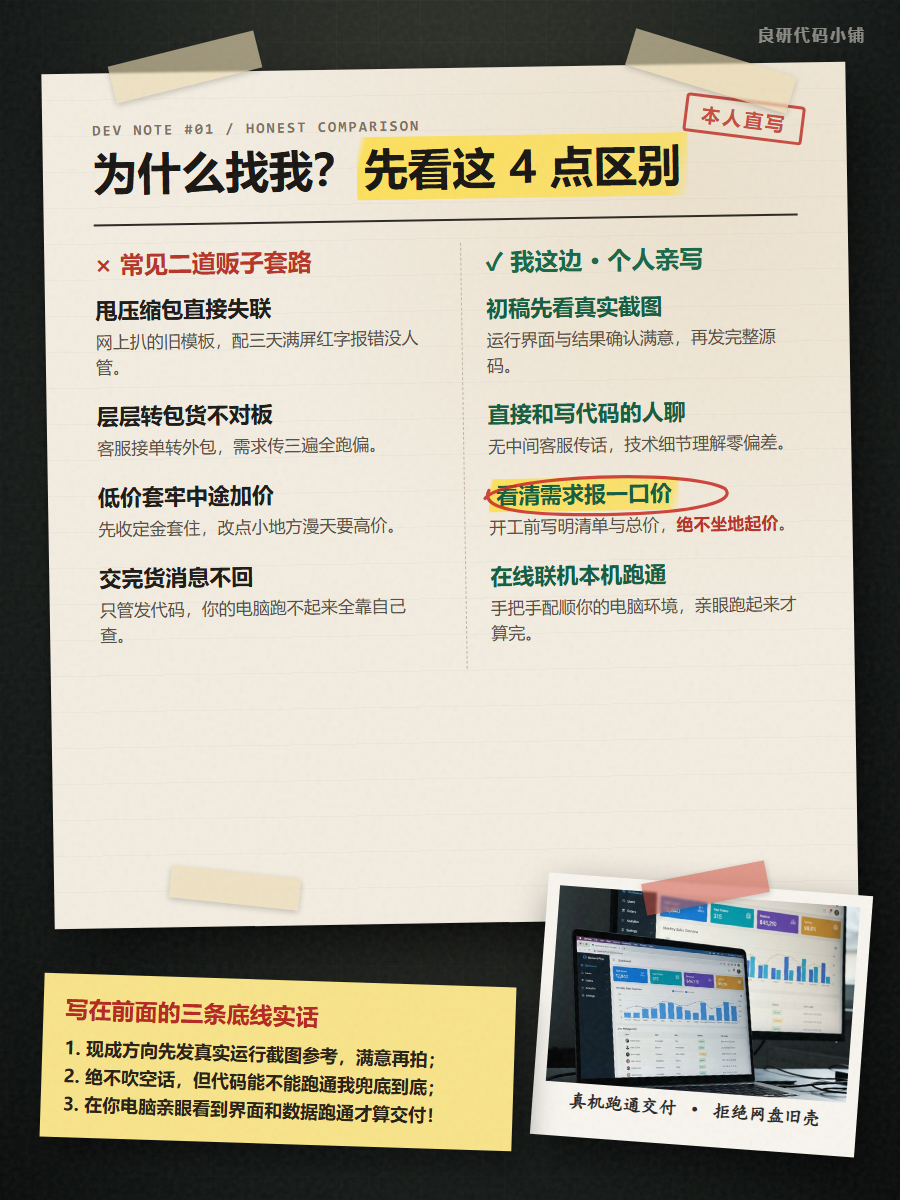 良研代码小铺
DEV NOTE #01 / HONEST COMPARISON
本人直写
为什么找我？ 先看这 4 点区别
× 常见二道贩子套路
甩压缩包直接失联
网上扒的旧模板，配三天满屏红字报错没人
管。
层层转包货不对板
客服接单转外包，需求传三遍全跑偏。
低价套牢中途加价
先收定金套住，改点小地方漫天要高价。
交完货消息不回
只管发代码，你的电脑跑不起来全靠自己
查。
✓ 我这边·个人亲写
初稿先看真实截图
运行界面与结果确认满意，再发完整源
码。
直接和写代码的人聊
无中间客服传话，技术细节理解零偏差。
看清需求报一口价
开工前写明清单与总价，绝不坐地起价。
在线联机本机跑通
手把手配顺你的电脑环境，亲眼跑起来才
算完。
写在前面的三条底线实话
1. 现成方向先发真实运行截图参考，满意再拍；
2. 绝不吹空话，但代码能不能跑通我兜底到底；
3. 在你电脑亲眼看到界面和数据跑通才算交付！
真机跑通交付 • 拒绝网盘旧壳